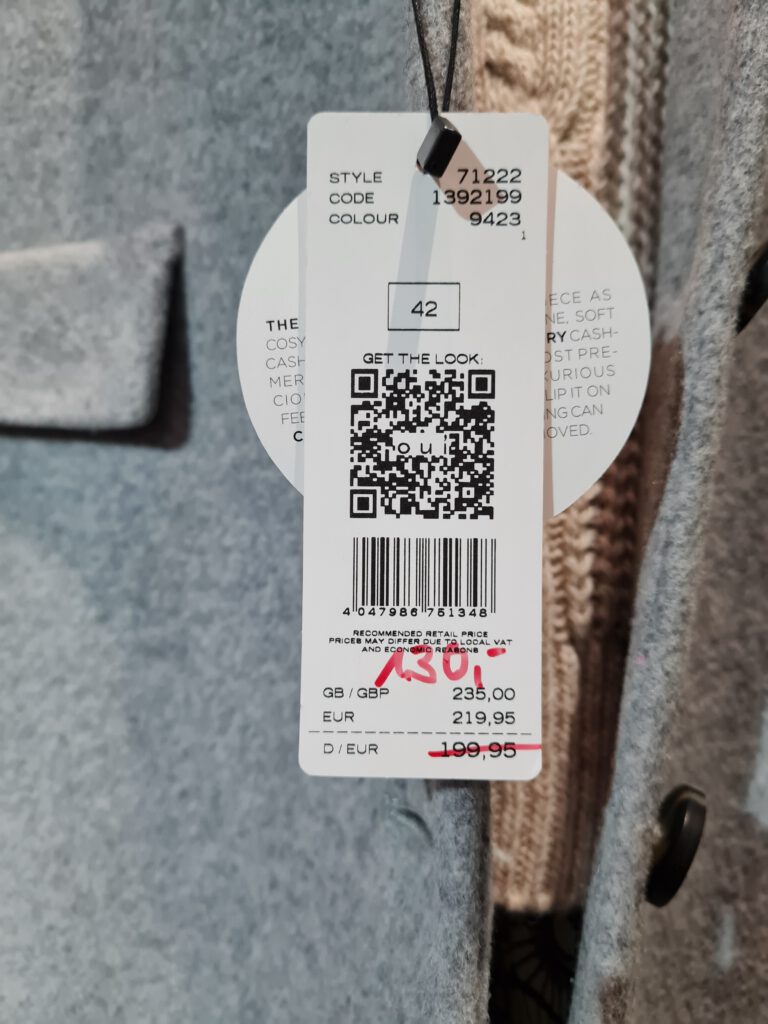 STYLE 71222
CODE 1392199
COLOUR 9423
1
42
GET THE LOOK:
oui
4 047986 751348
RECOMMENDED RETAIL PRICE
PRICES MAY DIFFER DUE TO LOCAL VAT
AND ECONOMIC REASONS
130,-
GB / GBP 235,00
EUR 219,95
D / EUR 199,95
THE
COSY
CASH
MER
CIO
FEE
C
ECE AS
NE, SOFT
RY CASH-
OST PRE-
XURIOUS
LIP IT ON
NG CAN
OVED.